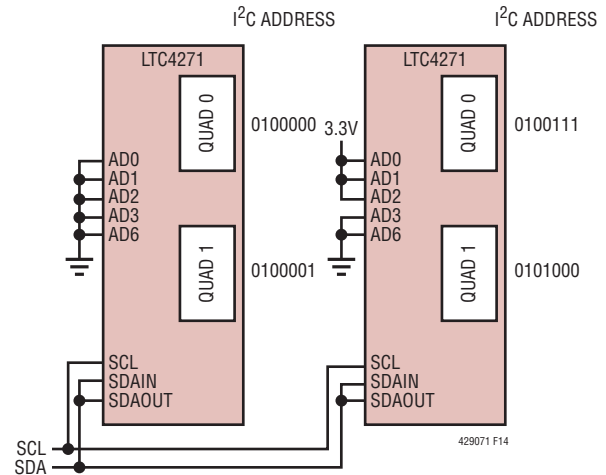 I²C ADDRESS
LTC4271
QUAD 0
0100000
AD0
AD1
AD2
AD3
AD6
QUAD 1
0100001
SCL
SDAIN
SDAOUT
I²C ADDRESS
LTC4271
QUAD 0
0100111
3.3V
AD0
AD1
AD2
AD3
AD6
QUAD 1
0101000
SCL
SDAIN
SDAOUT
SCL
SDA
429071 F14